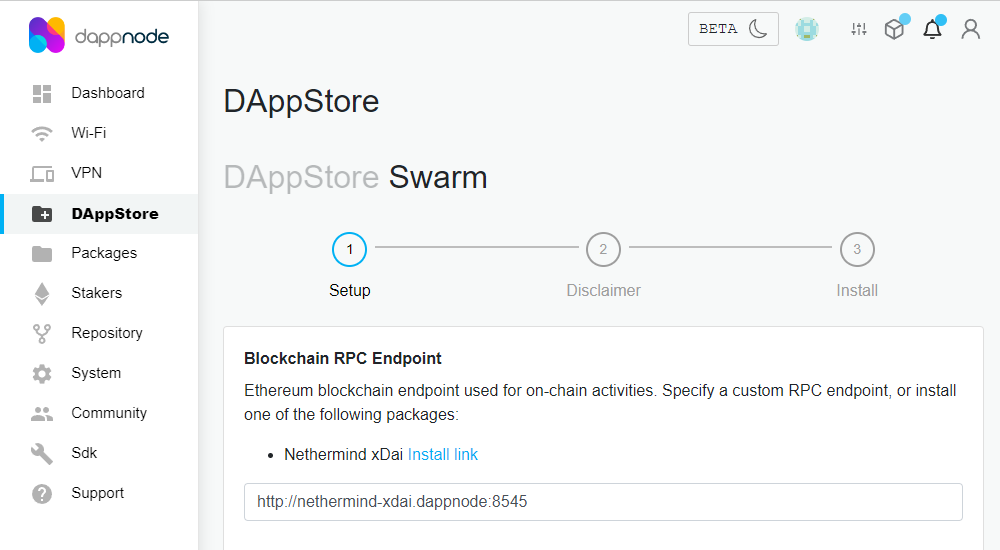 dappnode
BETA
Dashboard
Wi-Fi
VPN
DAppStore
Packages
Stakers
Repository
System
Community
Sdk
Support
DAppStore
DAppStore Swarm
1
2
3
Setup
Disclaimer
Install
Blockchain RPC Endpoint
Ethereum blockchain endpoint used for on-chain activities. Specify a custom RPC endpoint, or install
one of the following packages:
• Nethermind xDai Install link
http://nethermind-xdai.dappnode:8545